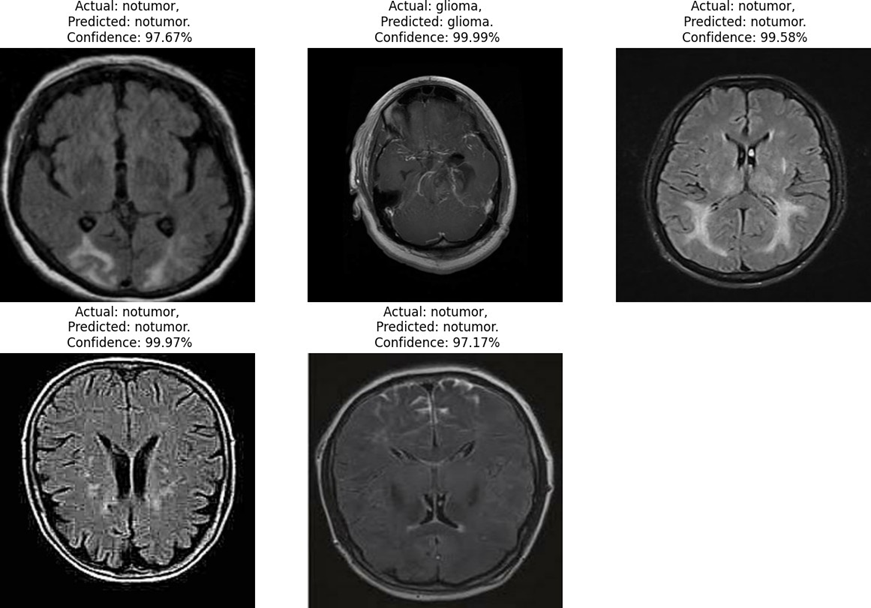 Actual: notumor,
Predicted: notumor.
Confidence: 97.67%
Actual: glioma,
Predicted: glioma.
Confidence: 99.99%
Actual: notumor,
Predicted: notumor.
Confidence: 99.58%
Actual: notumor,
Predicted: notumor.
Confidence: 99.97%
Actual: notumor,
Predicted: notumor.
Confidence: 97.17%